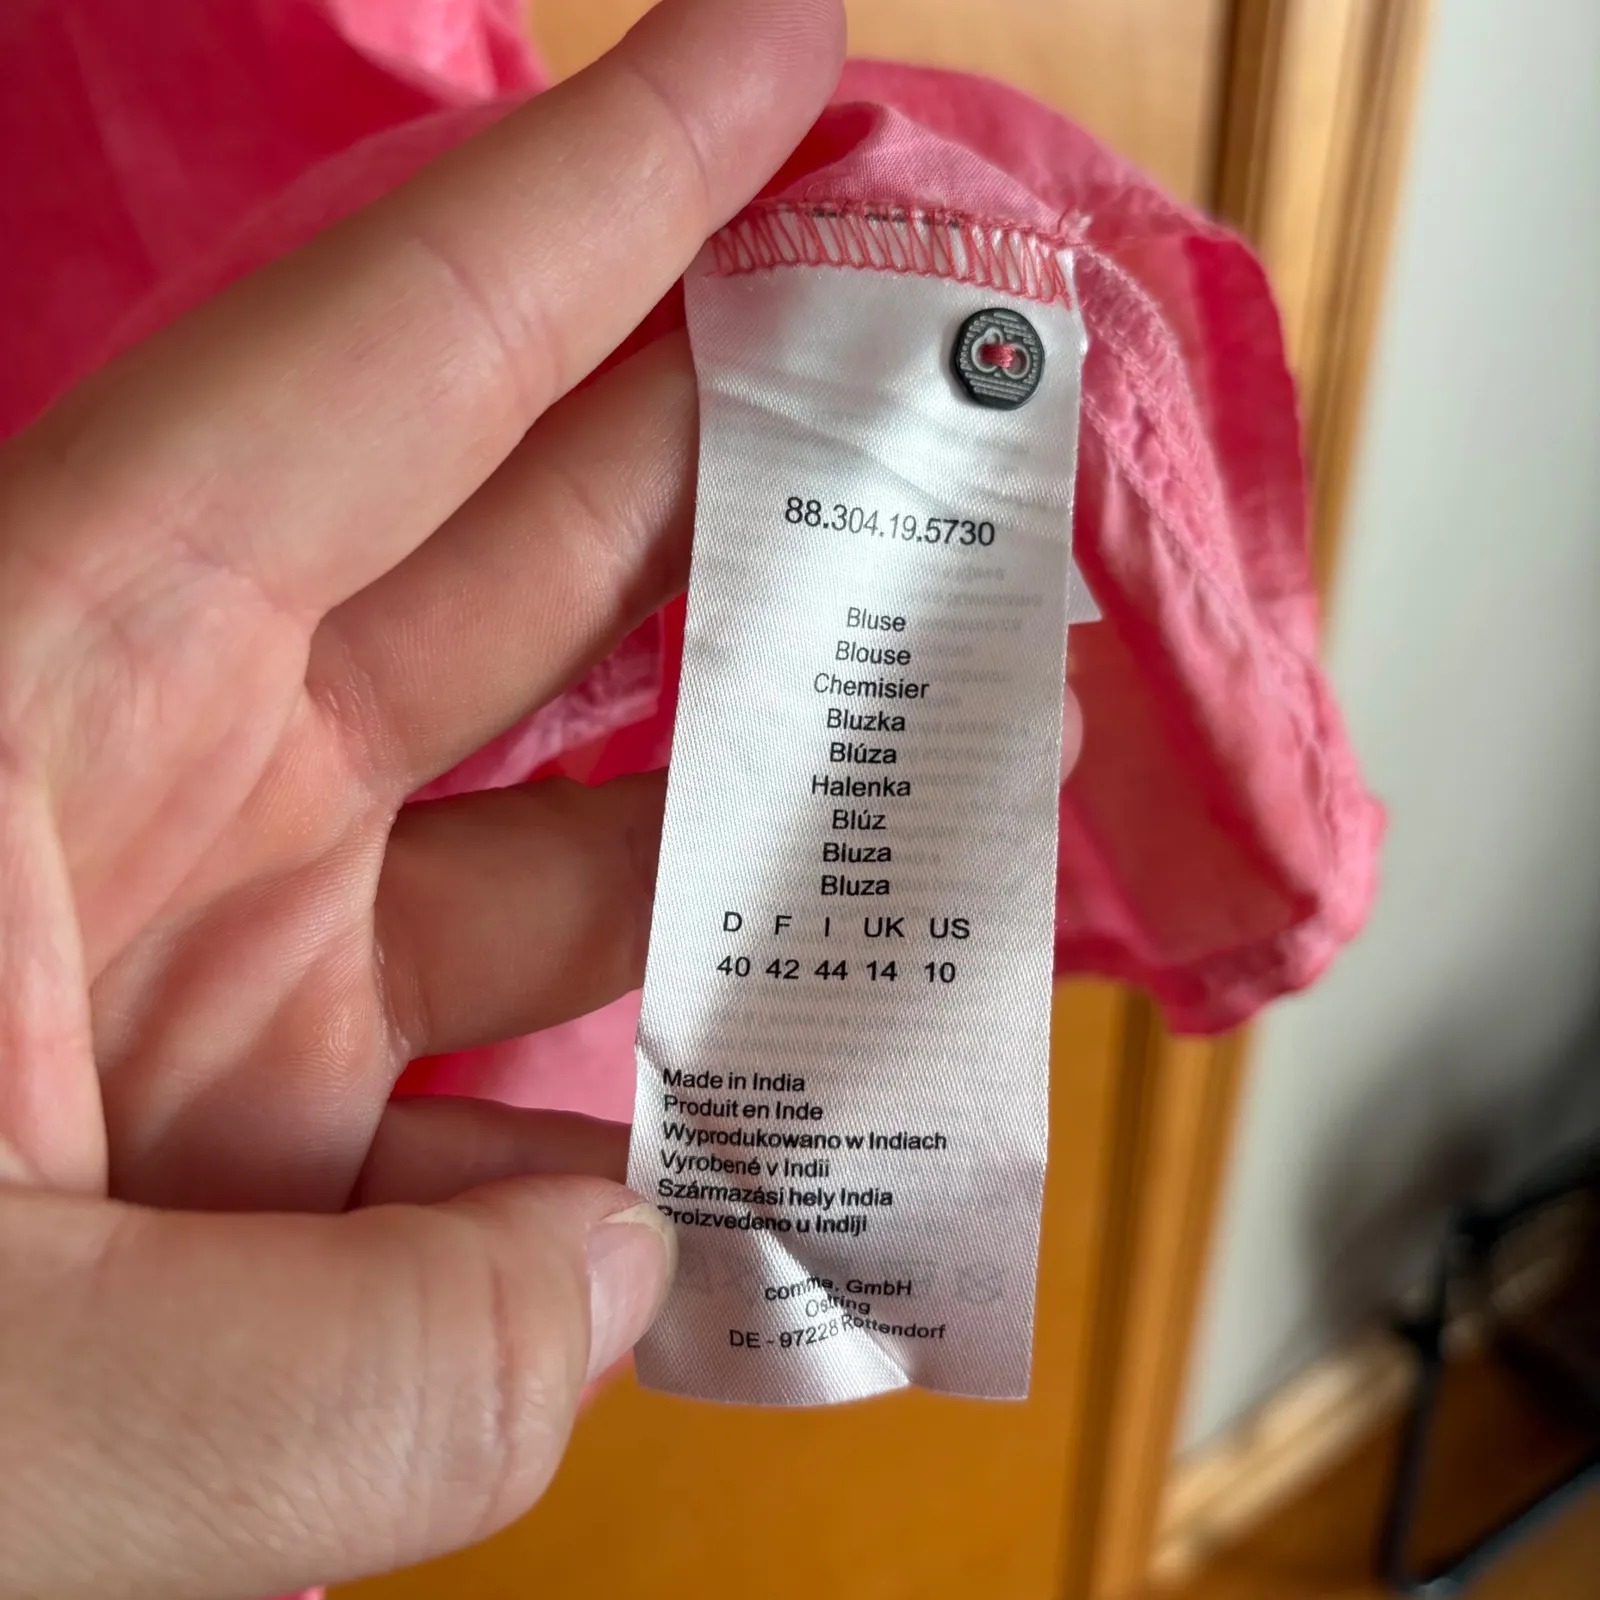 88.304.19.5730
Bluse
Blouse
Chemisier
Bluzka
Blúza
Halenka
Blúz
Bluza
Bluza
D F I UK US
40 42 44 14 10
Made in India
Produit en Inde
Wyprodukowano w Indiach
Vyrobené v Indii
Származási hely India
Proizvedeno u Indiji
comma, GmbH
Ostring
DE - 97228 Rottendorf